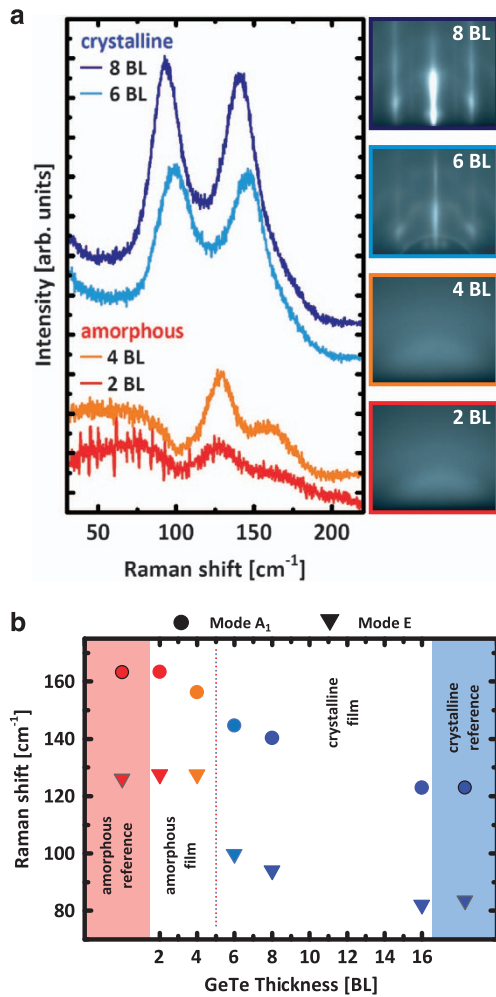 a
crystalline
8 BL
6 BL
amorphous
4 BL
2 BL
Intensity [arb. units]
50 100 150 200
Raman shift [cm⁻¹]
8 BL
6 BL
4 BL
2 BL
b
Mode A₁ Mode E
Raman shift [cm⁻¹]
160
140
120
100
80
amorphous
reference
amorphous
film
crystalline
film
crystalline
reference
2 4 6 8 10 12 14 16
GeTe Thickness [BL]